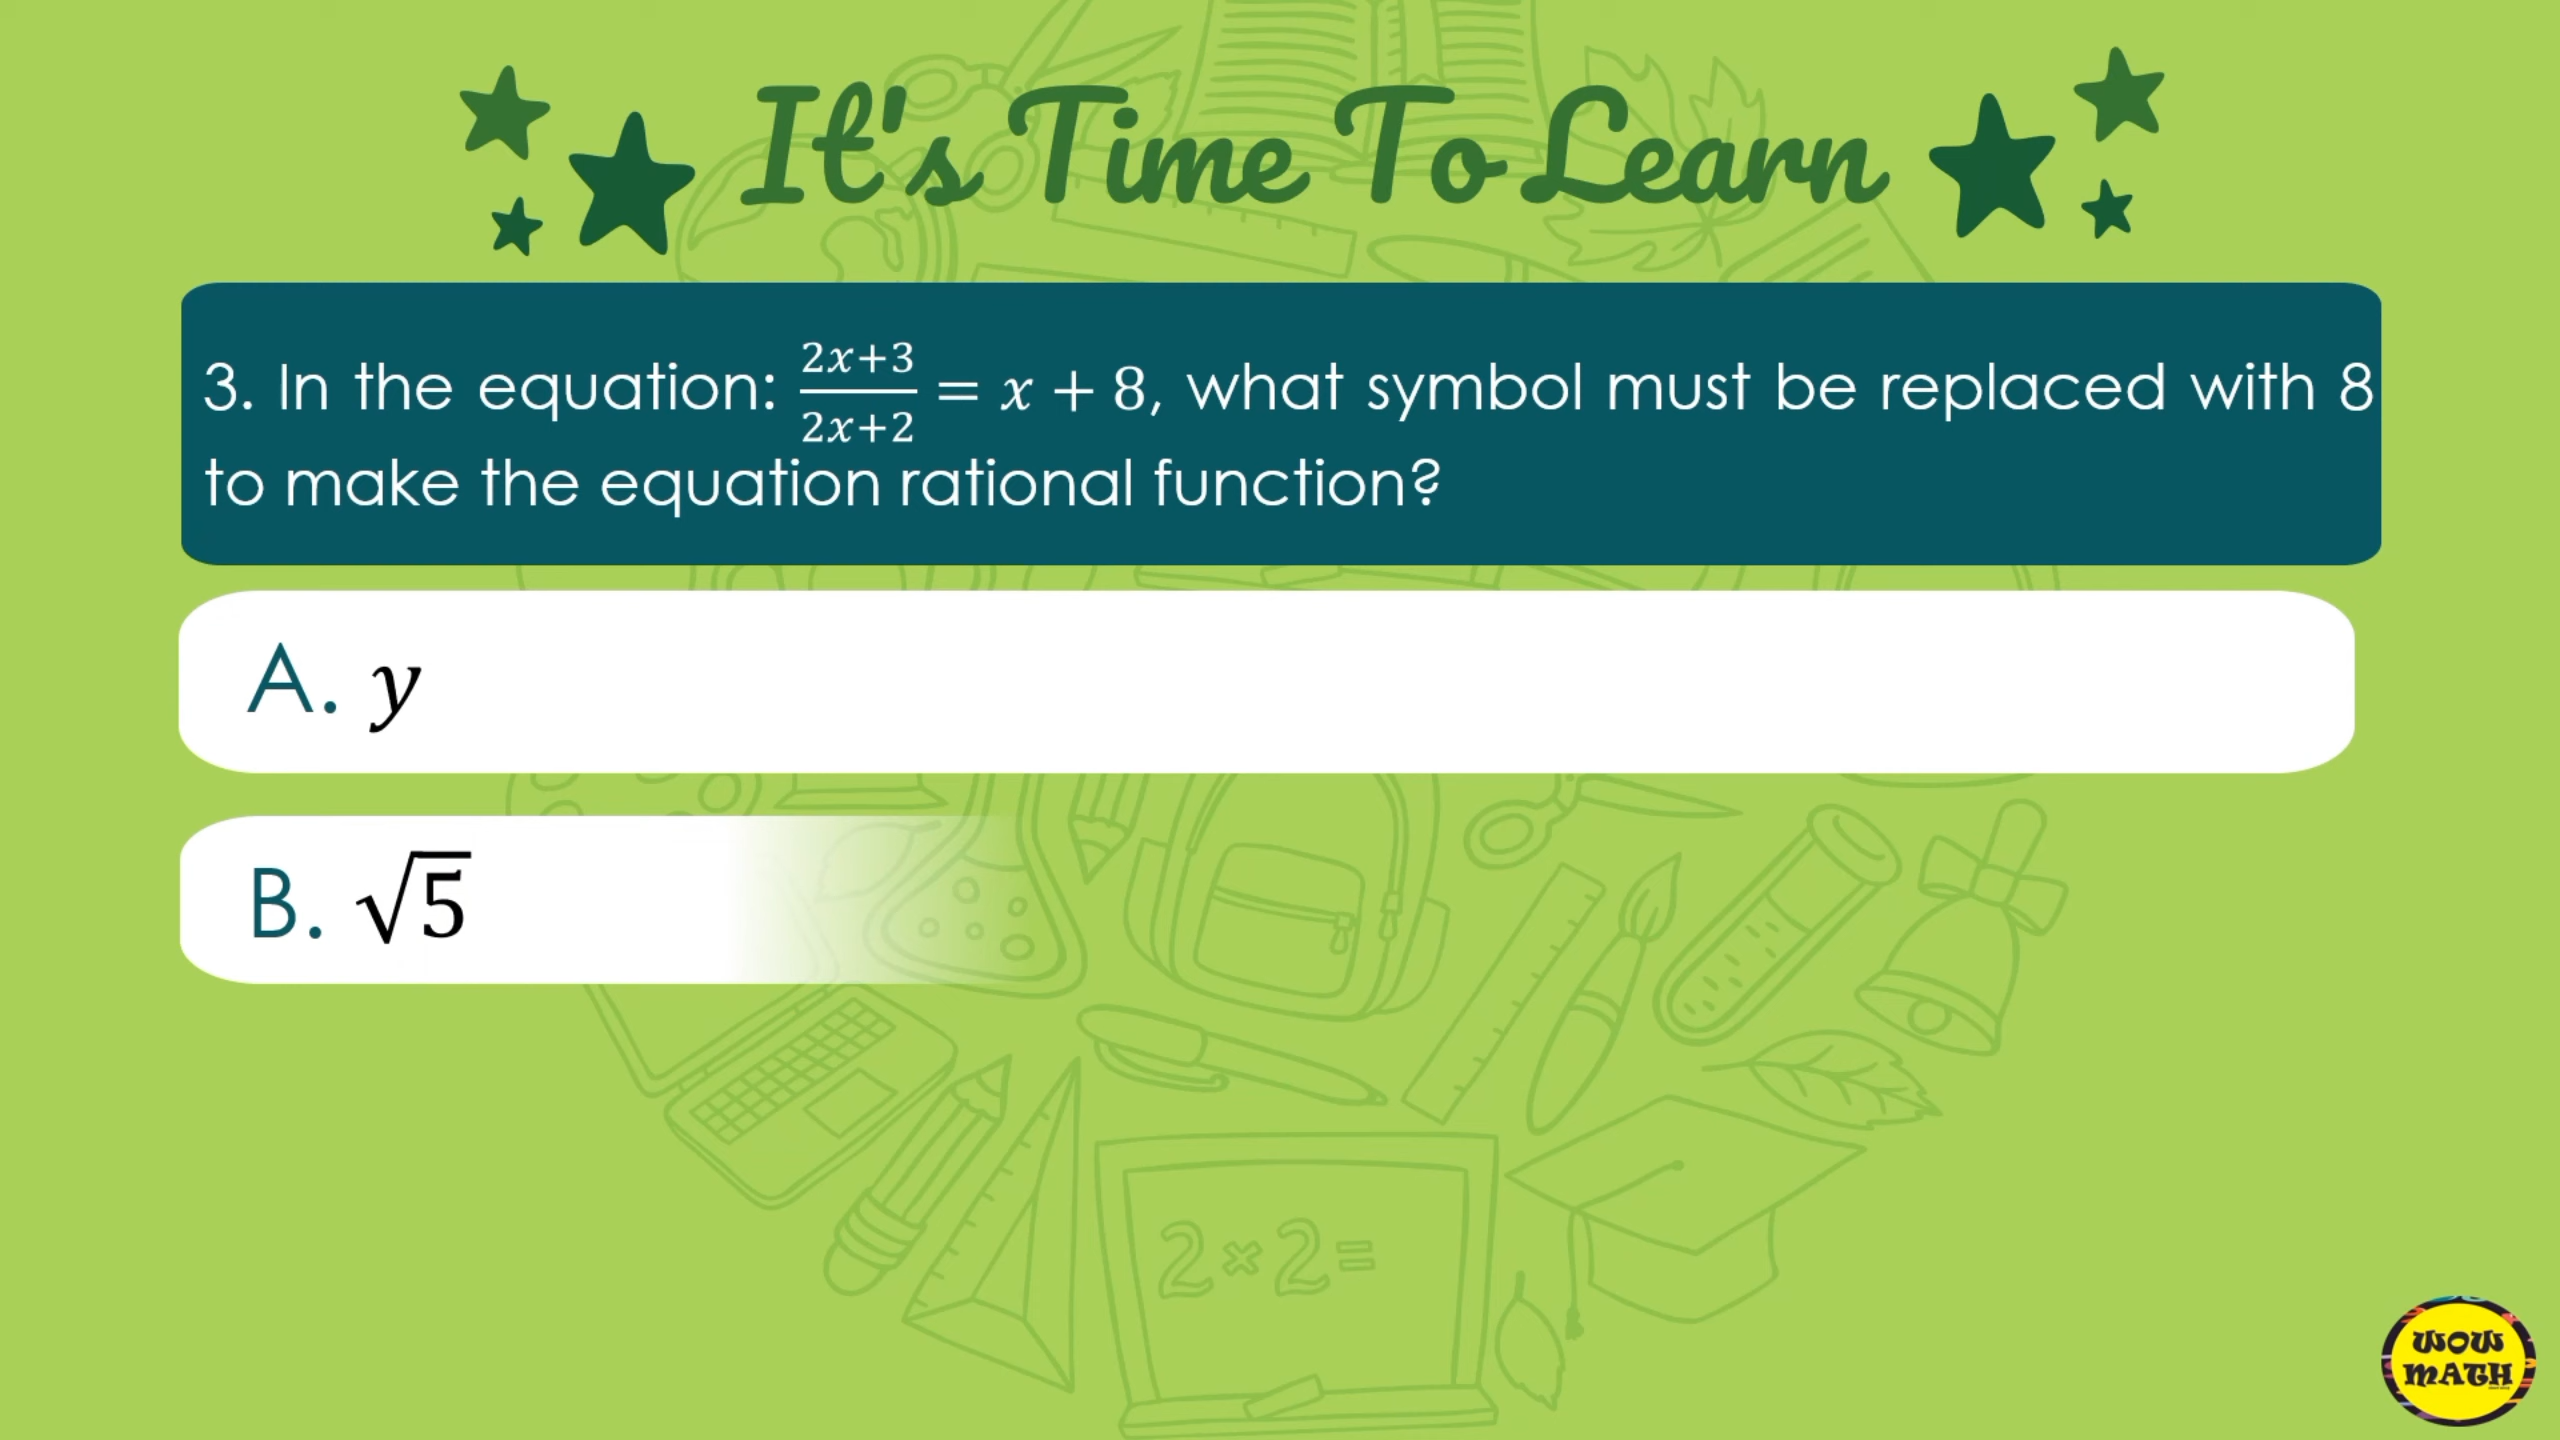 It's Time To Learn
3. In the equation: \frac{2x+3}{2x+2} = x + 8, what symbol must be replaced with 8
to make the equation rational function?
A. y
B. √5
2×2=
WOW
MATH